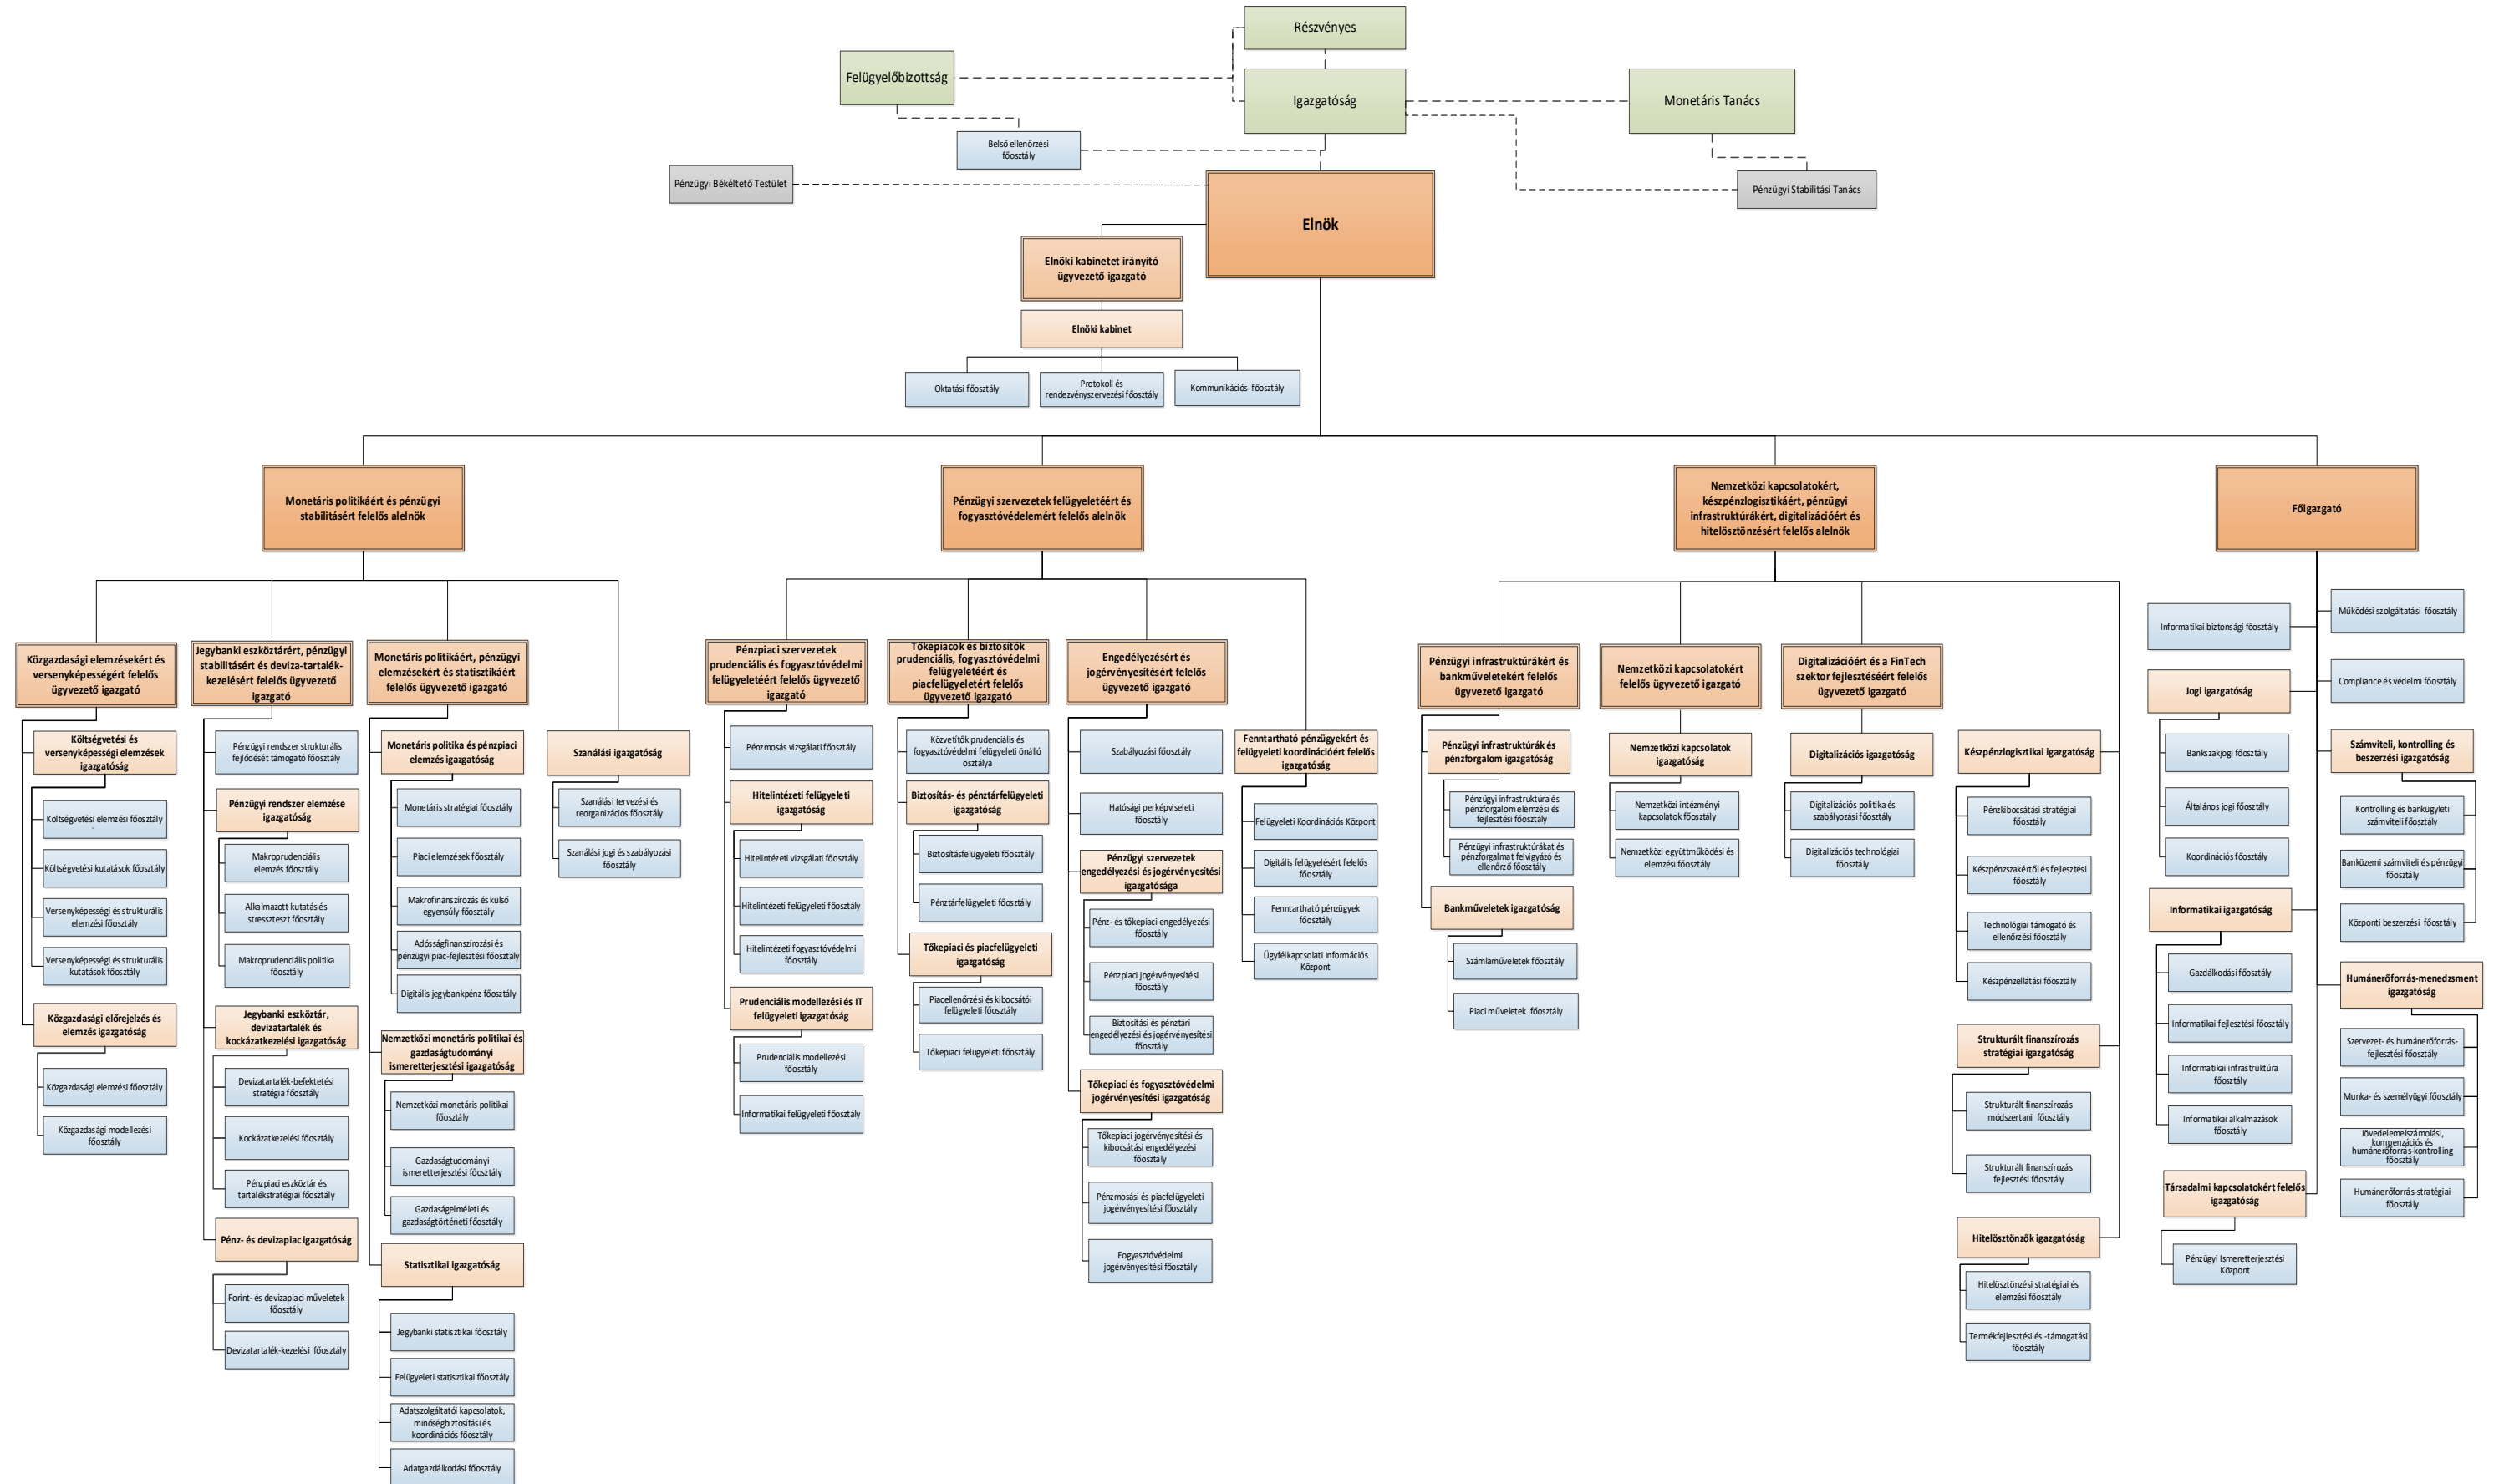 Részvényes
Felügyelőbizottság
Igazgatóság
Monetáris Tanács
Belső ellenőrzési
főosztály
Pénzügyi Békéltető Testület
Pénzügyi Stabilitási Tanács
Elnök
Elnöki kabinetet irányító
ügyvezető igazgató
Elnöki kabinet
Oktatási főosztály
Protokoll és
rendezvényszervezési főosztály
Kommunikációs főosztály
Monetáris politikáért és pénzügyi
stabilitásért felelős alelnök
Pénzügyi szervezetek felügyeletéért és
fogyasztóvédelemért felelős alelnök
Nemzetközi kapcsolatokért,
készpénzlogisztikáért, pénzügyi
infrastruktúrákért, digitalizációért és
hitelösztönzésért felelős alelnök
Főigazgató
Közgazdasági elemzésekért és
versenyképességért felelős
ügyvezető igazgató
Költségvetési és
versenyképességi elemzések
igazgatóság
Költségvetési elemzési főosztály
.
Költségvetési kutatások főosztály
Versenyképességi és strukturális
elemzési főosztály
Versenyképességi és strukturális
kutatások főosztály
Közgazdasági előrejelzés és
elemzés igazgatóság
Közgazdasági elemzési főosztály
Közgazdasági modellezési
főosztály
Jegybanki eszköztárért, pénzügyi
stabilitásért és deviza-tartalék-
kezelésért felelős ügyvezető
igazgató
Pénzügyi rendszer strukturális
fejlődését támogató főosztály
Pénzügyi rendszer elemzése
igazgatóság
Makroprudenciális
elemzés főosztály
Alkalmazott kutatás és
stresszteszt főosztály
Makroprudenciális politika
főosztály
Jegybanki eszköztár,
devizatartalék és
kockázatkezelési igazgatóság
Devizatartalék-befektetési
stratégia főosztály
Kockázatkezelési főosztály
Pénzpiaci eszköztár és
tartalékstratégiai főosztály
Pénz- és devizapiac igazgatóság
Forint- és devizapiaci műveletek
főosztály
Devizatartalék-kezelési főosztály
Monetáris politikáért, pénzügyi
elemzésekért és statisztikáért
felelős ügyvezető igazgató
Monetáris politika és pénzpiaci
elemzés igazgatóság
Monetáris stratégiai főosztály
Piaci elemzések főosztály
Makrofinanszírozás és külső
egyensúly főosztály
Adósságfinanszírozási és
pénzügyi piac-fejlesztési főosztály
Digitális jegybankpénz főosztály
Nemzetközi monetáris politikai és
gazdaságtudományi
ismeretterjesztési igazgatóság
Nemzetközi monetáris politikai
főosztály
Gazdaságtudományi
ismeretterjesztési főosztály
Gazdaságelméleti és
gazdaságtörténeti főosztály
Statisztikai igazgatóság
Jegybanki statisztikai főosztály
Felügyeleti statisztikai főosztály
Adatszolgáltatói kapcsolatok,
minőségbiztosítási és
koordinációs főosztály
Adatgazdálkodási főosztály
Szanálási igazgatóság
Szanálási tervezési és
reorganizációs főosztály
Szanálási jogi és szabályozási
főosztály
Pénzpiaci szervezetek
prudenciális és fogyasztóvédelmi
felügyeletéért felelős ügyvezető
igazgató
Pénzmosás vizsgálati főosztály
Hitelintézeti felügyeleti
igazgatóság
Hitelintézeti vizsgálati főosztály
Hitelintézeti felügyeleti főosztály
Hitelintézeti fogyasztóvédelmi
főosztály
Prudenciális modellezési és IT
felügyeleti igazgatóság
Prudenciális modellezési
főosztály
Informatikai felügyeleti főosztály
Tőkepiacok és biztosítók
prudenciális, fogyasztóvédelmi
felügyeletéért és
piacfelügyeletért felelős
ügyvezető igazgató
Közvetítők prudenciális és
fogyasztóvédelmi felügyeleti önálló
osztálya
Biztosítás- és pénztárfelügyeleti
igazgatóság
Biztosításfelügyeleti főosztály
Pénztárfelügyeleti főosztály
Tőkepiaci és piacfelügyeleti
igazgatóság
Piacellenőrzési és kibocsátói
felügyeleti főosztály
Tőkepiaci felügyeleti főosztály
Engedélyezésért és
jogérvényesítésért felelős
ügyvezető igazgató
Szabályozási főosztály
Hatósági perképviseleti
főosztály
Pénzügyi szervezetek
engedélyezési és jogérvényesítési
igazgatósága
Pénz- és tőkepiaci engedélyezési
főosztály
Pénzpiaci jogérvényesítési
főosztály
Biztosítási és pénztári
engedélyezési és jogérvényesítési
főosztály
Tőkepiaci és fogyasztóvédelmi
jogérvényesítési igazgatóság
Tőkepiaci jogérvényesítési és
kibocsátási engedélyezési
főosztály
Pénzmosási és piacfelügyeleti
jogérvényesítési főosztály
Fogyasztóvédelmi
jogérvényesítési főosztály
Fenntartható pénzügyekért és
felügyeleti koordinációért felelős
igazgatóság
Felügyeleti Koordinációs Központ
Digitális felügyelésért felelős
főosztály
Fenntartható pénzügyek
főosztály
Ügyfélkapcsolati Információs
Központ
Pénzügyi infrastruktúrákért és
bankműveletekért felelős
ügyvezető igazgató
Pénzügyi infrastruktúrák és
pénzforgalom igazgatóság
Pénzügyi infrastruktúra és
pénzforgalom elemzési és
fejlesztési főosztály
Pénzügyi infrastruktúrákat és
pénzforgalmat felvigyázó és
ellenőrző főosztály
Bankműveletek igazgatóság
Számlaműveletek főosztály
Piaci műveletek főosztály
Nemzetközi kapcsolatokért
felelős ügyvezető igazgató
Nemzetközi kapcsolatok
igazgatóság
Nemzetközi intézményi
kapcsolatok főosztály
Nemzetközi együttműködési és
elemzési főosztály
Digitalizációért és a FinTech
szektor fejlesztéséért felelős
ügyvezető igazgató
Digitalizációs igazgatóság
Digitalizációs politika és
szabályozási főosztály
Digitalizációs technológiai
főosztály
Készpénzlogisztikai igazgatóság
Pénzkibocsátási stratégiai
főosztály
Készpénzszakértői és fejlesztési
főosztály
Technológiai támogató és
ellenőrzési főosztály
Készpénzellátási főosztály
Strukturált finanszírozás
stratégiai igazgatóság
Strukturált finanszírozás
módszertani főosztály
Strukturált finanszírozás
fejlesztési főosztály
Hitelösztönzők igazgatóság
Hitelösztönzési stratégiai és
elemzési főosztály
Termékfejlesztési és -támogatási
főosztály
Informatikai biztonsági főosztály
Jogi igazgatóság
Bankszakjogi főosztály
Általános jogi főosztály
Koordinációs főosztály
Informatikai igazgatóság
Gazdálkodási főosztály
Informatikai fejlesztési főosztály
Informatikai infrastruktúra
főosztály
Informatikai alkalmazások
főosztály
Társadalmi kapcsolatokért felelős
igazgatóság
Pénzügyi Ismeretterjesztési
Központ
Működési szolgáltatási főosztály
Compliance és védelmi főosztály
Számviteli, kontrolling és
beszerzési igazgatóság
Kontrolling és bankügyleti
számviteli főosztály
Banküzemi számviteli és pénzügyi
főosztály
Központi beszerzési főosztály
Humánerőforrás-menedzsment
igazgatóság
Szervezet- és humánerőforrás-
fejlesztési főosztály
Munka- és személyügyi főosztály
Jövedelemelszámolási,
kompenzációs és
humánerőforrás-kontrolling
főosztály
Humánerőforrás-stratégiai
főosztály